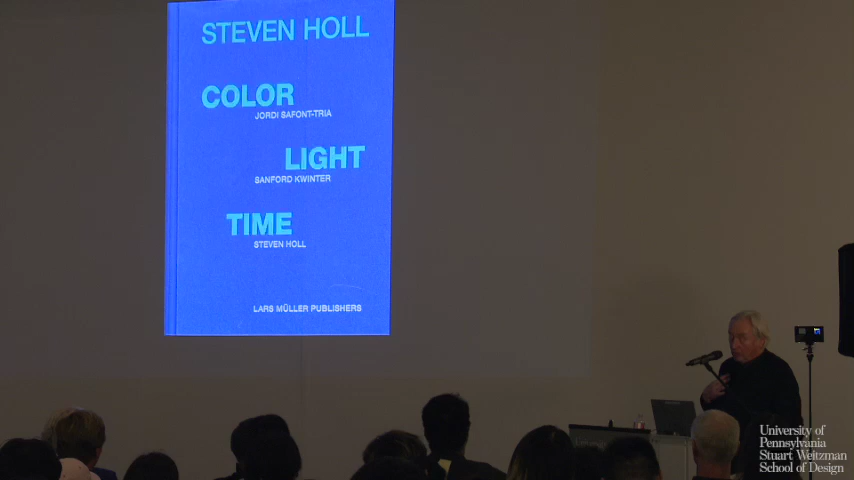 STEVEN HOLL
COLOR
JORDI SAFONT-TRIA
LIGHT
SANFORD KWINTER
TIME
STEVEN HOLL
LARS MÜLLER PUBLISHERS
University of
Pennsylvania
Stuart Weitzman
School of Design